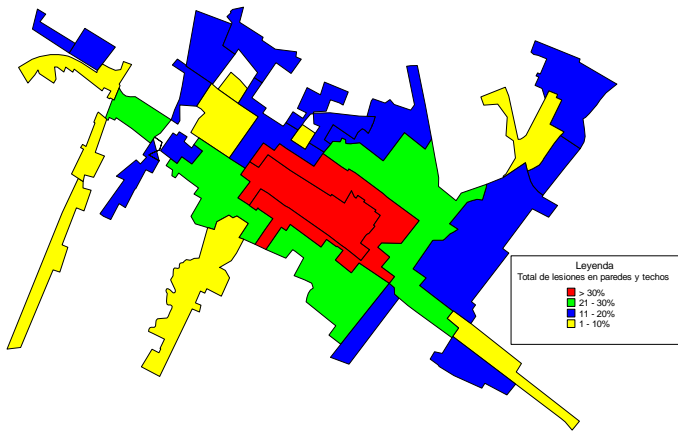 Leyenda
Total de lesiones en paredes y techos
> 30%
21 - 30%
11 - 20%
1 - 10%